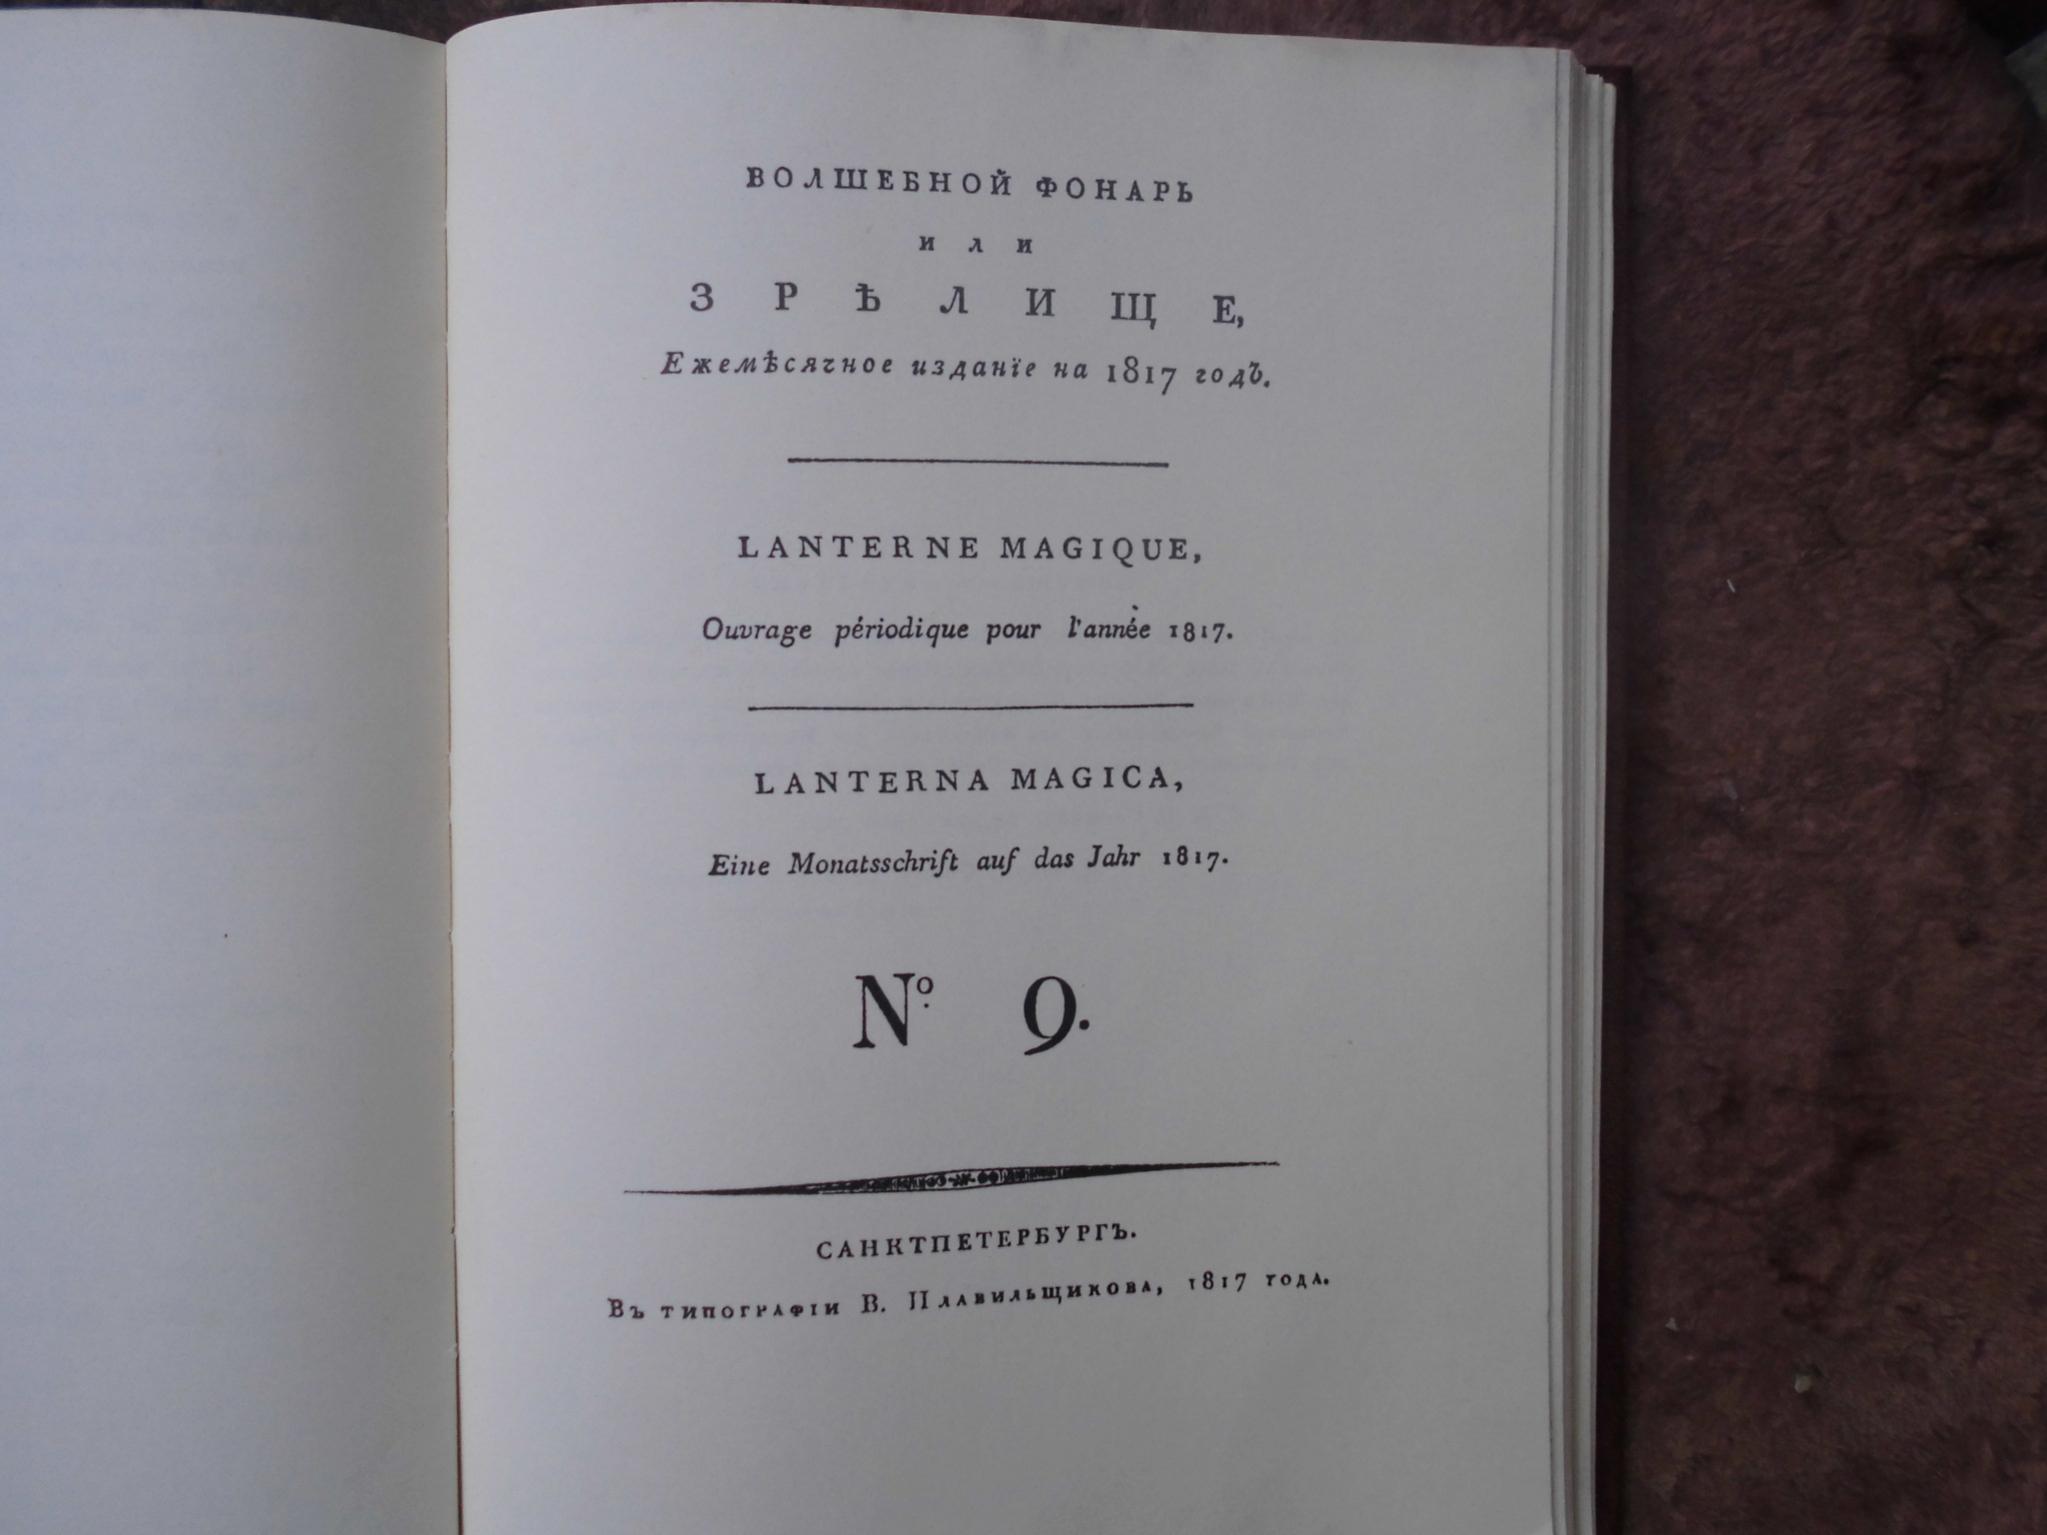 ВОЛШЕБНОЙ ФОНАРЬ
или
ЗРѢЛИЩЕ,
Ежемѣсячное изданїе на 1817 годЪ.
LANTERNE MAGIQUE,
Ouvrage périodique pour l'année 1817.
LANTERNA MAGICA,
Eine Monatsschrift auf das Jahr 1817.
Nº 9.
САНКТПЕТЕРБУРГЪ.
Въ типографіи В. Плавильщикова, 1817 года.